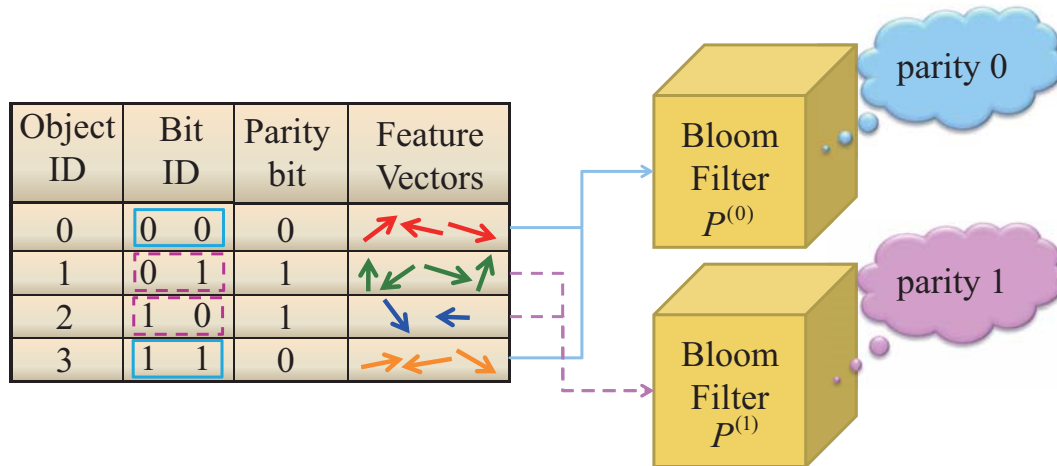 Object ID
Bit ID
Parity bit
Feature Vectors
0 0 0 0
1 0 1 1
2 1 0 1
3 1 1 0
Bloom
Filter
P(0)
parity 0
Bloom
Filter
P(1)
parity 1